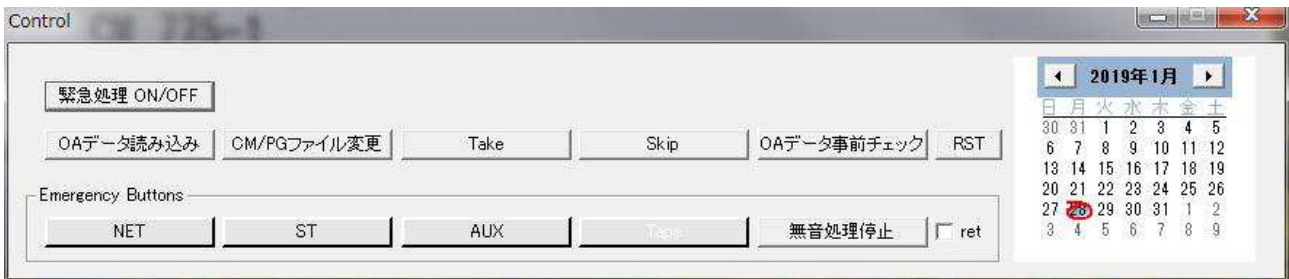 Control
緊急処理 ON/OFF
OAデータ読み込み CM/PGファイル変更 Take Skip OAデータ事前チェック RST
Emergency Buttons
NET ST AUX Tape 無音処理停止 ret
2019年1月
日 月 火 水 木 金 土
30 31 1 2 3 4 5
6 7 8 9 10 11 12
13 14 15 16 17 18 19
20 21 22 23 24 25 26
27 28 29 30 31 1 2
3 4 5 6 7 8 9